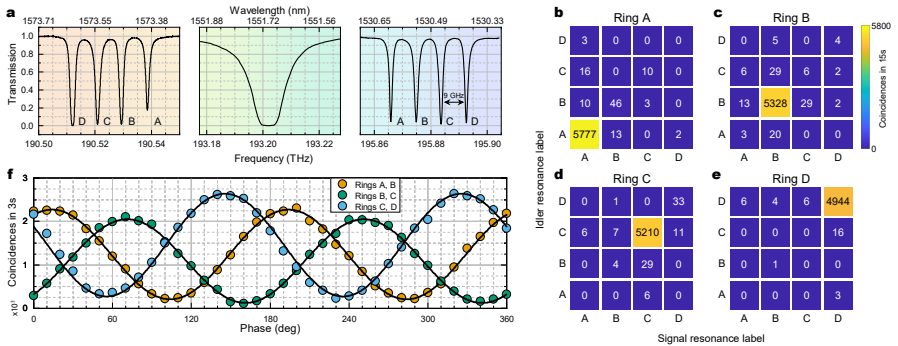 a
Wavelength (nm)
1573.71 1573.55 1573.38 1551.88 1551.72 1551.56 1530.65 1530.49 1530.33
Transmission
1.0
0.8
0.6
0.4
0.2
0.0
D C B A
A B C D
9 GHz
190.50 190.52 190.54 193.18 193.20 193.22 195.86 195.88 195.90
Frequency (THz)
f
Coincidences in 3s
x10³
3
2
1
0
Rings A, B
Rings B, C
Rings C, D
0 60 120 180 240 300 360
Phase (deg)
Idler resonance label
b
Ring A
D 3 0 0 0
C 16 0 10 0
B 10 46 3 0
A 5777 13 0 2
A B C D
c
Ring B
D 0 5 0 4
C 6 29 6 2
B 13 5328 29 2
A 3 20 0 0
A B C D
5800
Coincidences in 15s
0
d
Ring C
D 0 1 0 33
C 6 7 5210 11
B 0 4 29 0
A 0 0 6 0
A B C D
e
Ring D
D 6 4 6 4944
C 0 0 0 16
B 0 1 0 0
A 0 0 0 3
A B C D
Signal resonance label